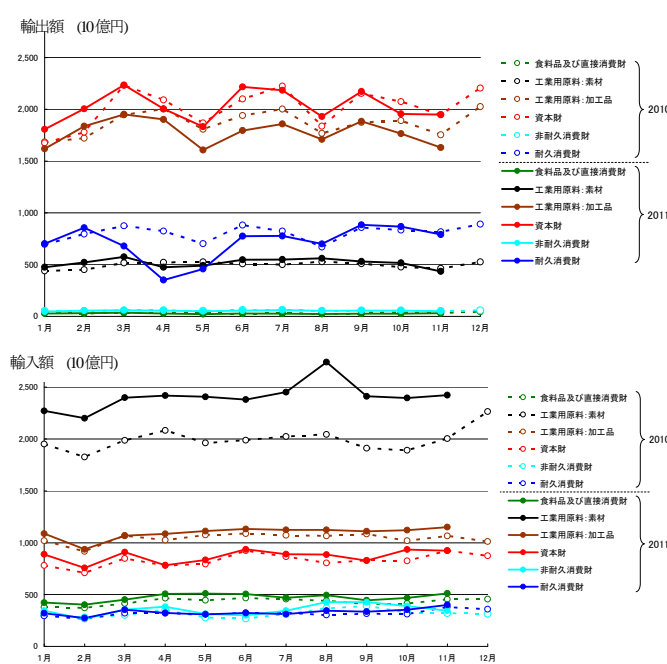 輸出額 (10億円)
2,500
2,000
1,500
1,000
500
0
1月 2月 3月 4月 5月 6月 7月 8月 9月 10月 11月 12月
食料品及び直接消費財
工業用原料:素材
工業用原料:加工品
資本財
非耐久消費財
耐久消費財
2010
食料品及び直接消費財
工業用原料:素材
工業用原料:加工品
資本財
非耐久消費財
耐久消費財
2011
輸入額 (10億円)
2,500
2,000
1,500
1,000
500
0
1月 2月 3月 4月 5月 6月 7月 8月 9月 10月 11月 12月
食料品及び直接消費財
工業用原料:素材
工業用原料:加工品
資本財
非耐久消費財
耐久消費財
2010
食料品及び直接消費財
工業用原料:素材
工業用原料:加工品
資本財
非耐久消費財
耐久消費財
2011